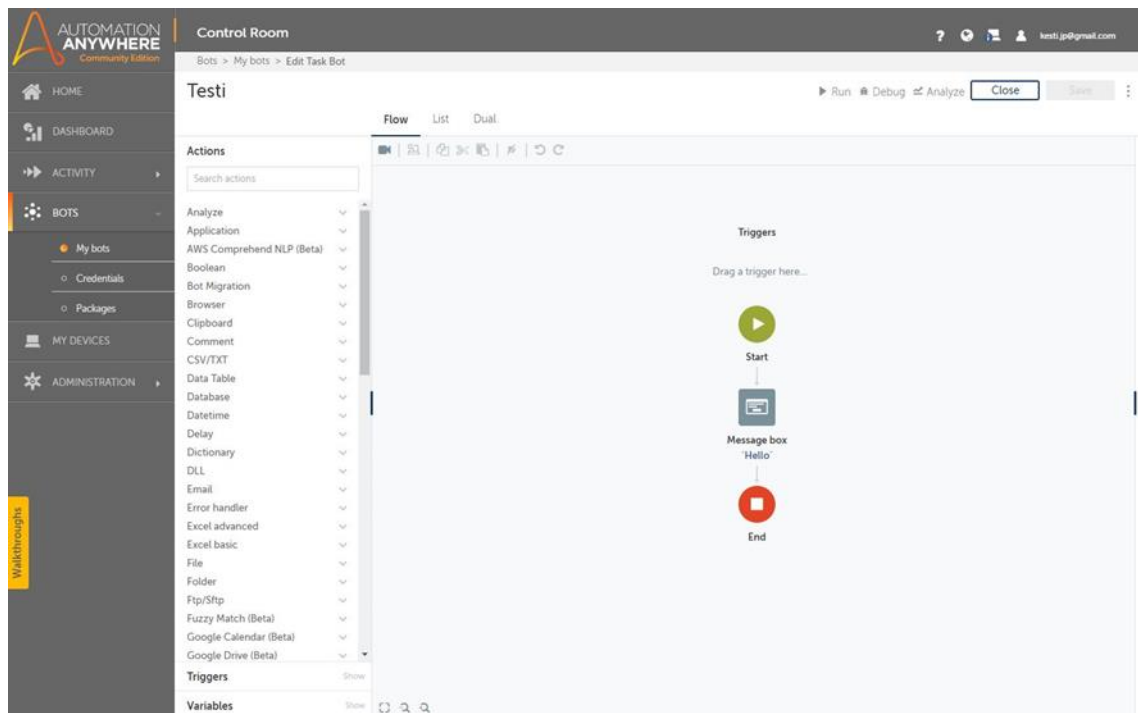 AUTOMATION
ANYWHERE
Community Edition
Control Room
kesti.jp@gmail.com
Bots > My bots > Edit Task Bot
HOME
DASHBOARD
ACTIVITY
BOTS
My bots
Credentials
Packages
MY DEVICES
ADMINISTRATION
Walkthroughs
Testi
Run
Debug
Analyze
Close
Save
Flow
List
Dual
Actions
Search actions
Analyze
Application
AWS Comprehend NLP (Beta)
Boolean
Bot Migration
Browser
Clipboard
Comment
CSV/TXT
Data Table
Database
Datetime
Delay
Dictionary
DLL
Email
Error handler
Excel advanced
Excel basic
File
Folder
Ftp/Sftp
Fuzzy Match (Beta)
Google Calendar (Beta)
Google Drive (Beta)
Triggers
Show
Variables
Show
Triggers
Drag a trigger here...
Start
Message box
"Hello"
End